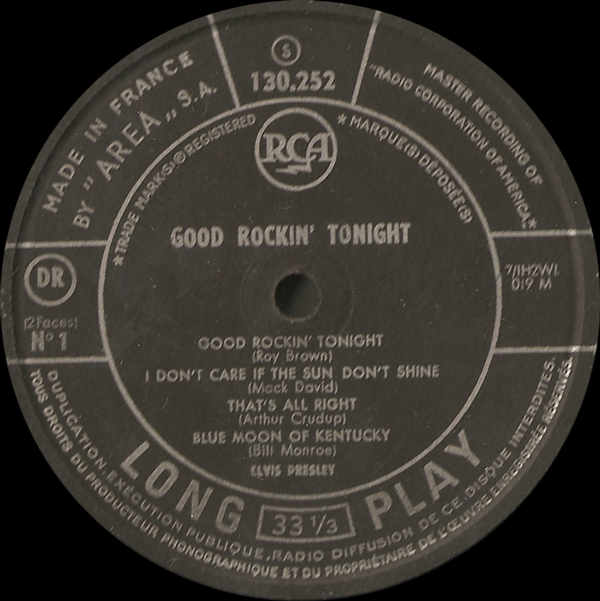 S
130.252
MADE IN FRANCE
BY "AREA„ S.A.
MASTER RECORDING OF
"RADIO CORPORATION OF AMERICA"*
*TRADE MARK(S) ® REGISTERED
*MARQUE(S) DÉPOSÉE(S)
RCA
GOOD ROCKIN' TONIGHT
DR
(2 Faces)
N° 1
7/1H2WL
019 M
GOOD ROCKIN' TONIGHT
(Roy Brown)
I DON'T CARE IF THE SUN DON'T SHINE
(Mack David)
THAT'S ALL RIGHT
(Arthur Crudup)
BLUE MOON OF KENTUCKY
(Bill Monroe)
ELVIS PRESLEY
LONG 33 1/3 PLAY
DUPLICATION EXÉCUTION PUBLIQUE, RADIO DIFFUSION DE CE DISQUE INTERDITES.
TOUS DROITS DU PRODUCTEUR PHONOGRAPHIQUE ET DU PROPRIÉTAIRE DE L'ŒUVRE ENREGISTRÉE RÉSERVÉS.